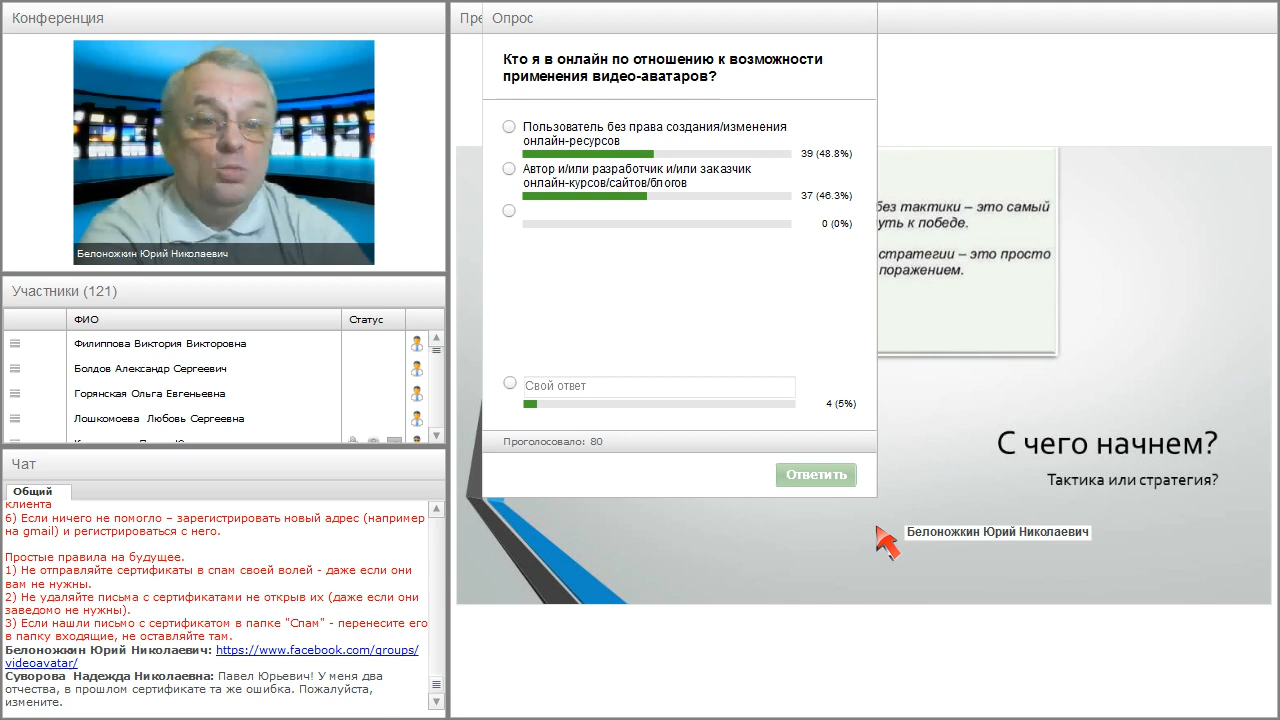 Конференция
Белоножкин Юрий Николаевич
Участники (121)
ФИО
Статус
Филиппова Виктория Викторовна
Болдов Александр Сергеевич
Горянская Ольга Евгеньевна
Лошкомоева Любовь Сергеевна
Чат
Общий
клиента
6) Если ничего не помогло – зарегистрировать новый адрес (например
на gmail) и регистрироваться с него.
Простые правила на будущее.
1) Не отправляйте сертификаты в спам своей волей - даже если они
вам не нужны.
2) Не удаляйте письма с сертификатами не открыв их (даже если они
заведомо не нужны).
3) Если нашли письмо с сертификатом в папке "Спам" - перенесите его
в папку входящие, не оставляйте там.
Белоножкин Юрий Николаевич: https://www.facebook.com/groups/
videoavatar/
Суворова Надежда Николаевна: Павел Юрьевич! У меня два
отчества, в прошлом сертификате та же ошибка. Пожалуйта,
измените.
Опрос
Кто я в онлайн по отношению к возможности
применения видео-аватаров?
Пользователь без права создания/изменения
онлайн-ресурсов
39 (48.8%)
Автор и/или разработчик и/или заказчик
онлайн-курсов/сайтов/блогов
37 (46.3%)
0 (0%)
Свой ответ
4 (5%)
Проголосовало: 80
Ответить
без тактики – это самый
уть к победе.
стратегии – это просто
поражением.
С чего начнем?
Тактика или стратегия?
Белоножкин Юрий Николаевич